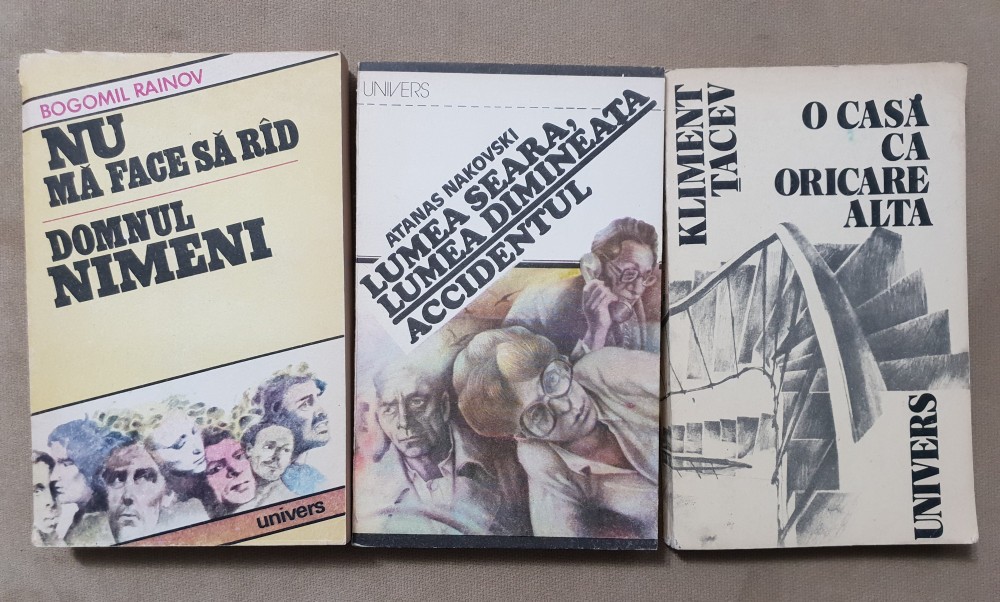 BOGOMIL RAINOV
NU
MĂ FACE SĂ RÎD
DOMNUL
NIMENI
univers
UNIVERS
ATANAS NAKOVSKI
LUMEA SEARA,
LUMEA DIMINEAȚA
ACCIDENTUL
KLIMENT
ȚACEV
O CASĂ
CA
ORICARE
ALTA
UNIVERS